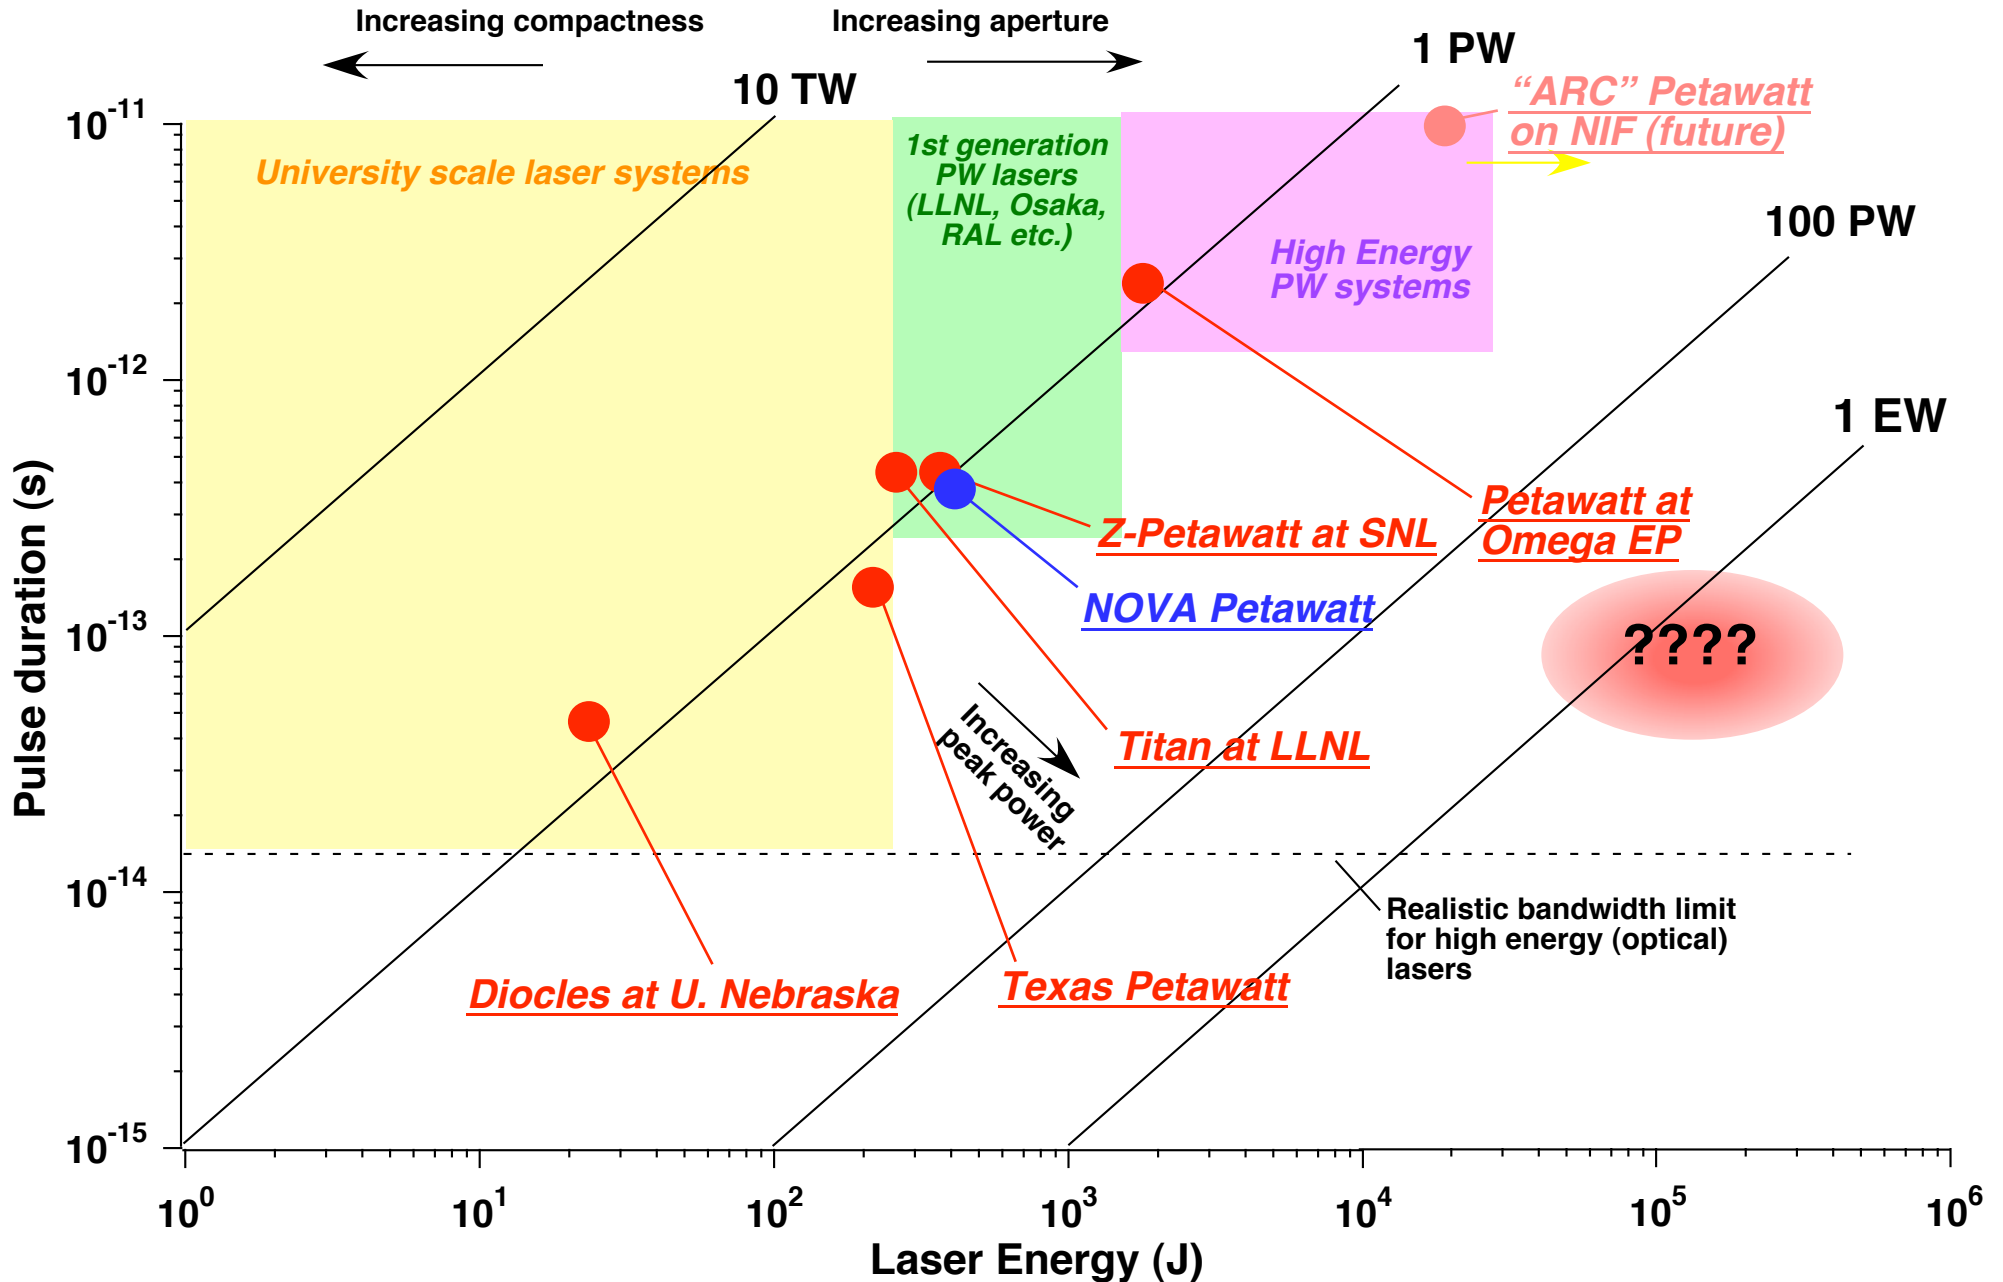 Increasing compactness
Increasing aperture
10 TW
1 PW
“ARC” Petawatt
on NIF (future)
University scale laser systems
1st generation
PW lasers
(LLNL, Osaka,
RAL etc.)
High Energy
PW systems
100 PW
1 EW
Petawatt at
Omega EP
Z-Petawatt at SNL
NOVA Petawatt
????
Titan at LLNL
Increasing
peak power
Realistic bandwidth limit
for high energy (optical)
lasers
Diocles at U. Nebraska
Texas Petawatt
Pulse duration (s)
10-11
10-12
10-13
10-14
10-15
100
101
102
103
104
105
106
Laser Energy (J)